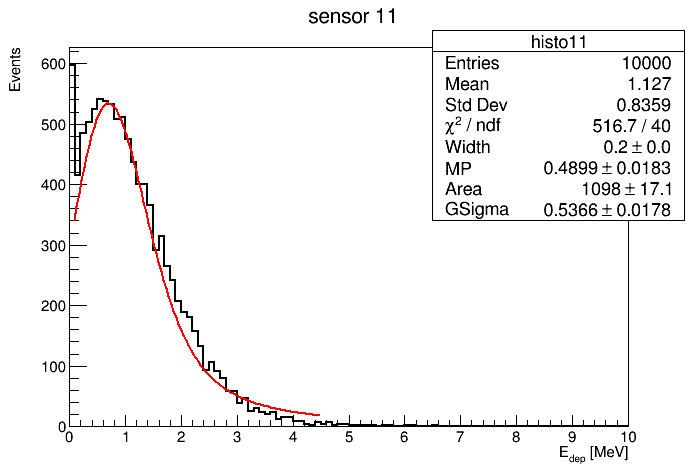 sensor 11
histo11
Entries 10000
Mean 1.127
Std Dev 0.8359
χ² / ndf 516.7 / 40
Width 0.2 ± 0.0
MP 0.4899 ± 0.0183
Area 1098 ± 17.1
GSigma 0.5366 ± 0.0178
Events
600
500
400
300
200
100
0
0 1 2 3 4 5 6 7 8 9 10
E_dep [MeV]